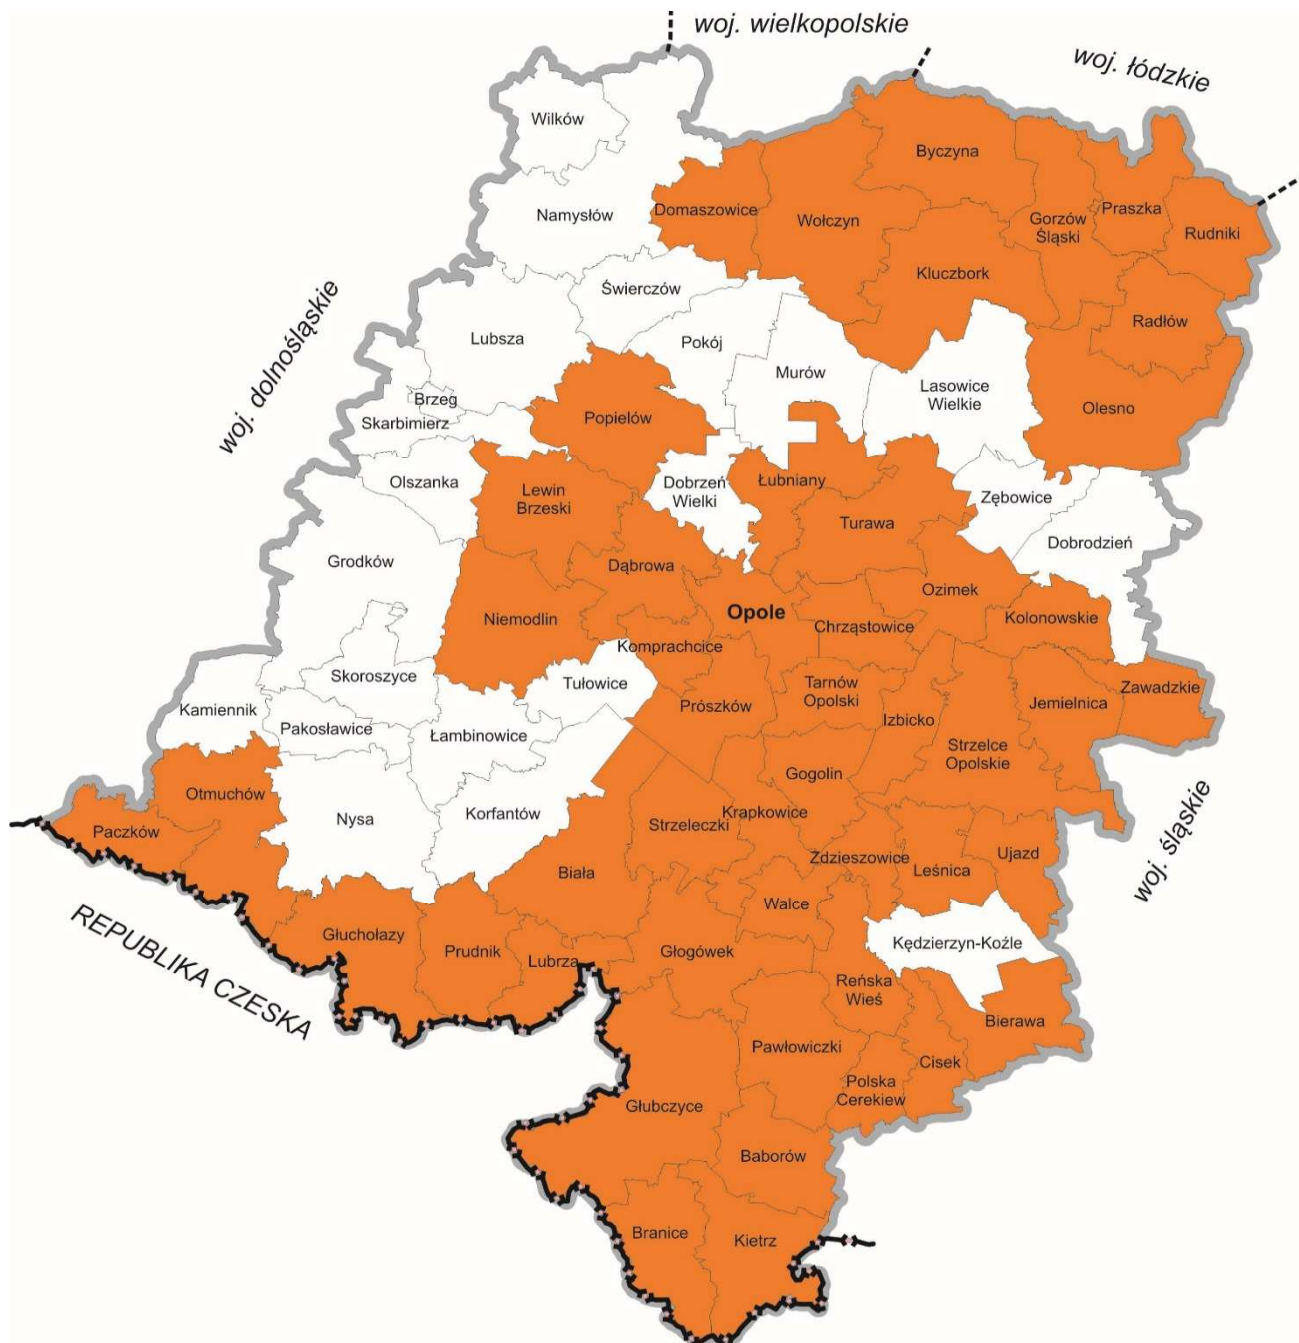 woj. wielkopolskie
woj. łódzkie
Wilków
Byczyna
Namysłów
Domaszowice
Wołczyn
Gorzów
Śląski
Praszka
Rudniki
Kluczbork
Świerczów
Radłów
woj. dolnośląskie
Lubsza
Pokój
Murów
Lasowice
Wielkie
Brzeg
Skarbimierz
Popielów
Olesno
Olszanka
Lewin
Brzeski
Dobrzeń
Wielki
Łubniany
Zębowice
Turawa
Dobrodzień
Grodków
Dąbrowa
Ozimek
Niemodlin
Opole
Chrząstowice
Kolonowskie
Komprachcice
Skoroszyce
Tułowice
Tarnów
Opolski
Zawadzkie
Kamiennik
Prószków
Izbicko
Jemielnica
Pakosławice
Łambinowice
Strzelce
Opolskie
Gogolin
Otmuchów
Korfantów
Nysa
Krapkowice
Paczków
Strzeleczki
woj. śląskie
Zdzieszowice
Ujazd
Biała
Leśnica
Walce
REPUBLIKA CZESKA
Głuchołazy
Kędzierzyn-Koźle
Prudnik
Lubrza
Głogówek
Reńska
Wieś
Bierawa
Pawłowiczki
Cisek
Polska
Cerekiew
Głubczyce
Baborów
Branice
Kietrz